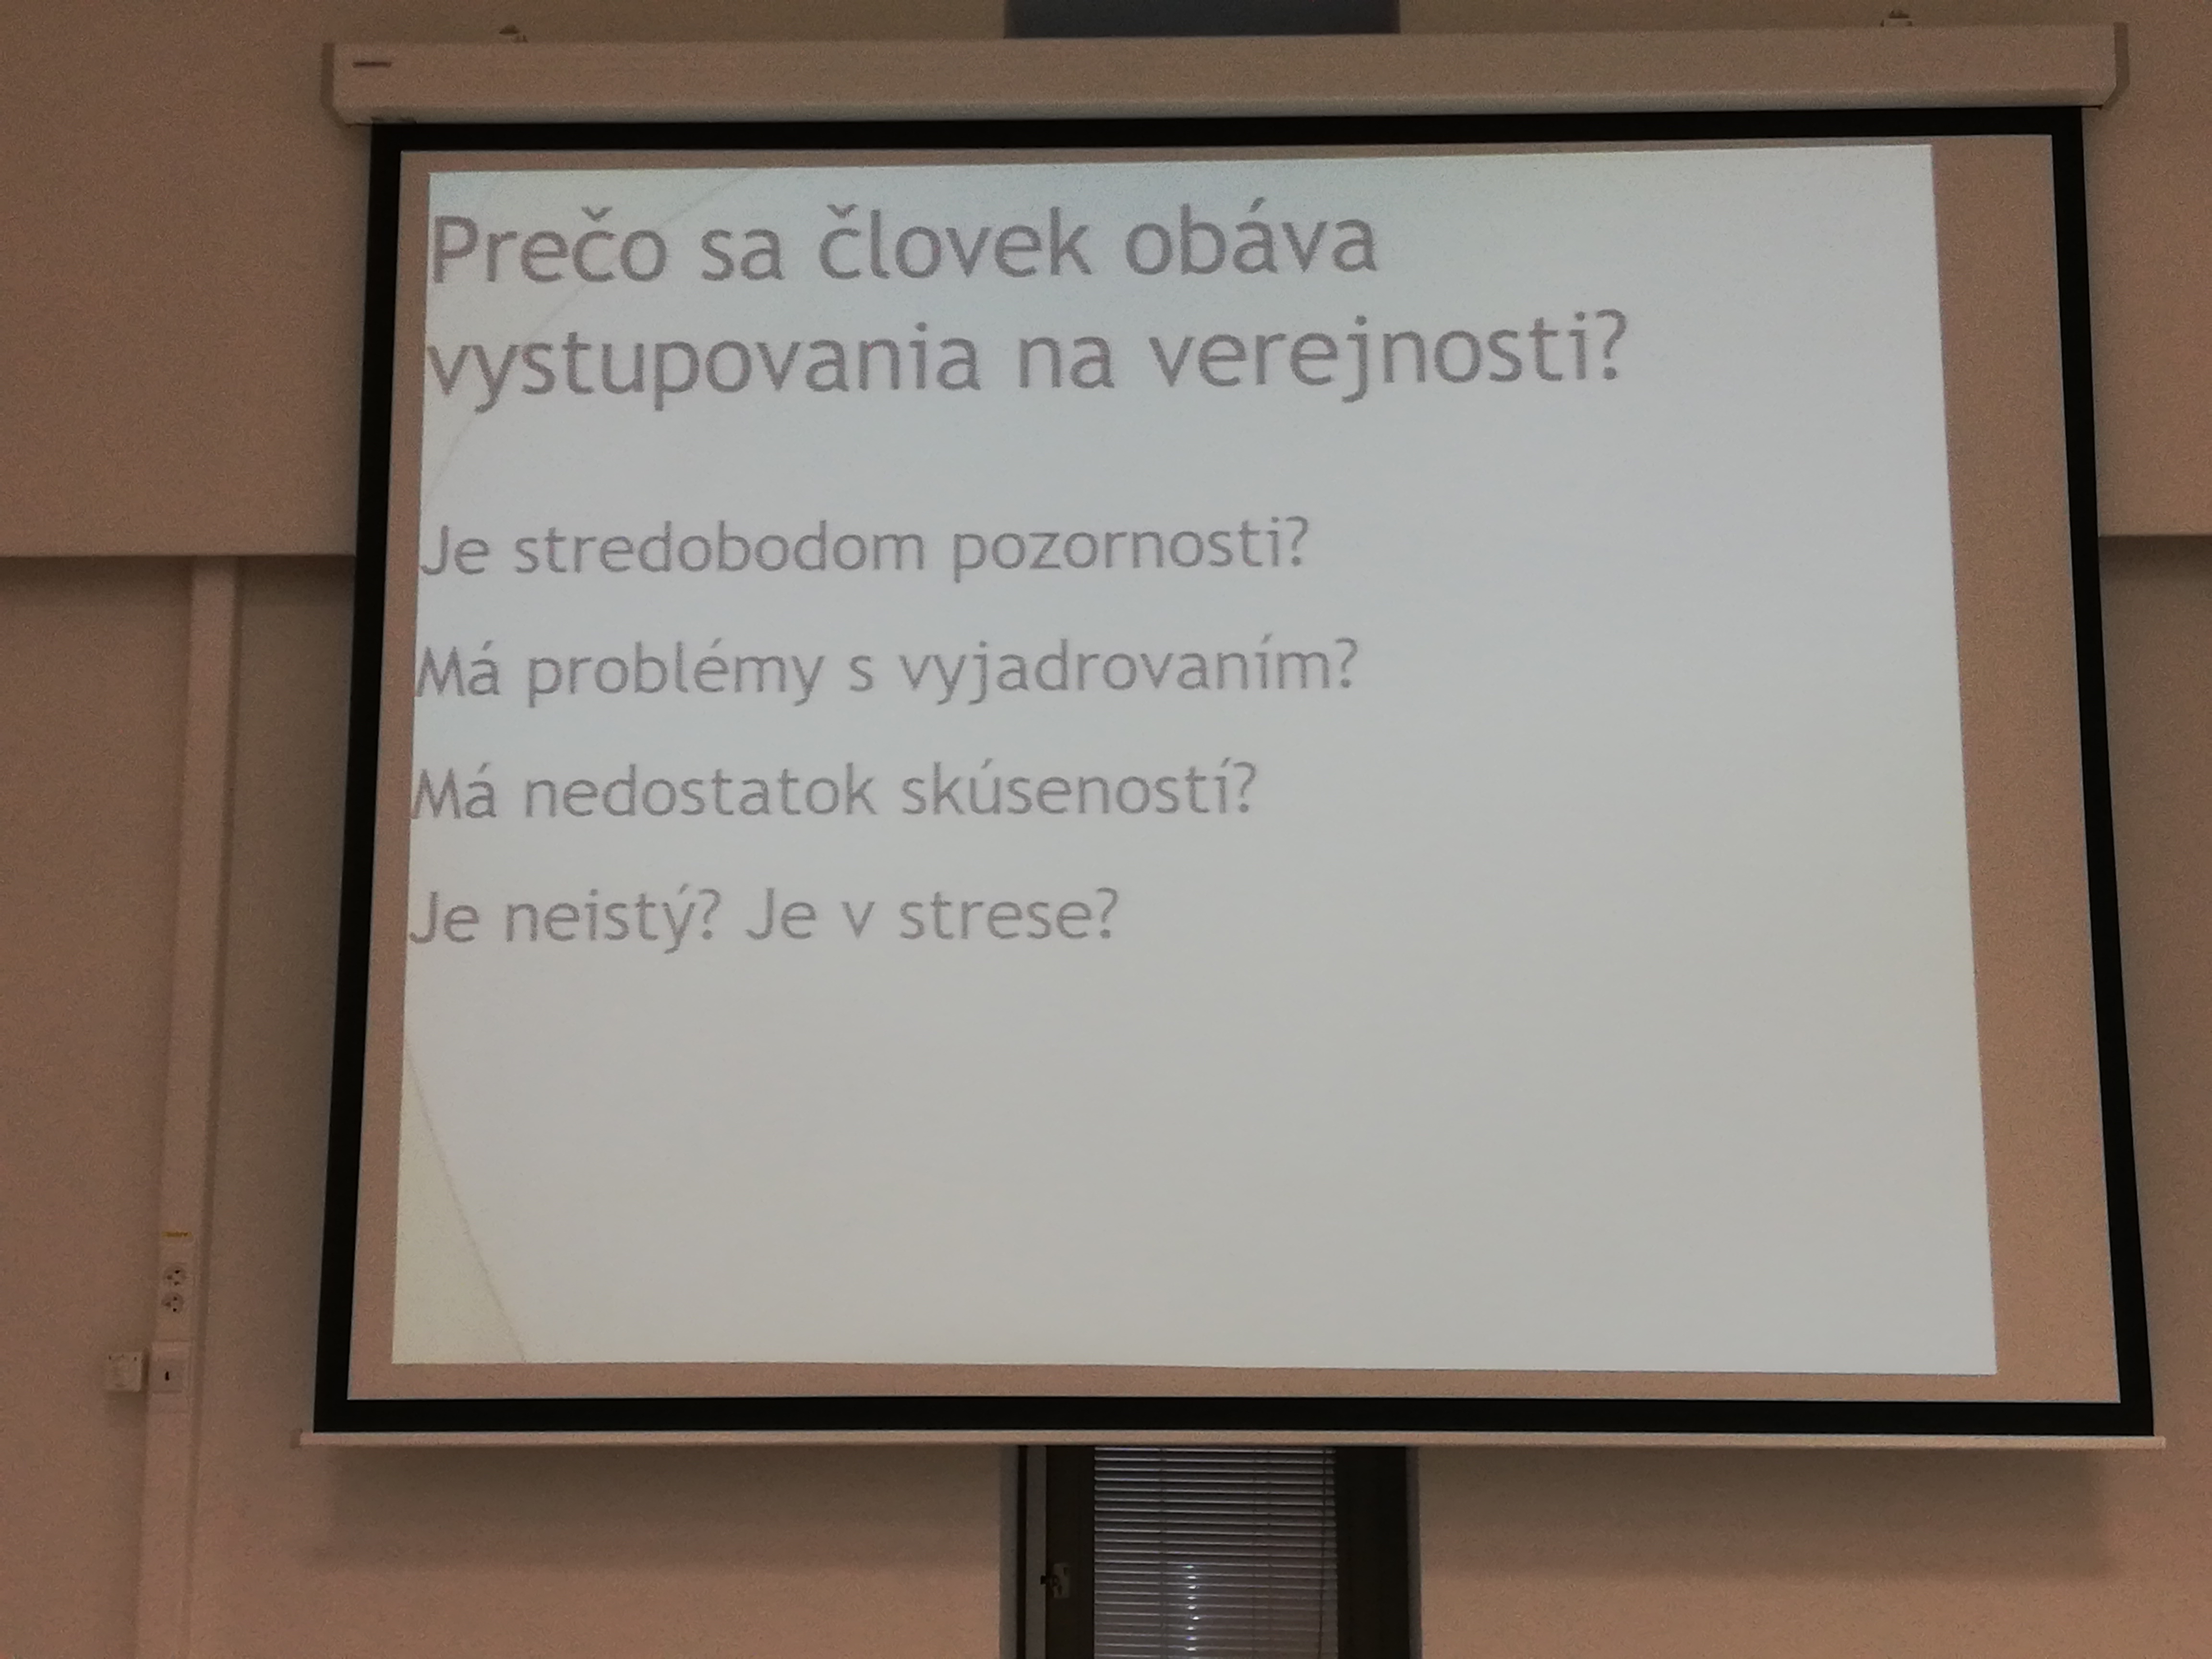 Prečo sa človek obáva
vystupovania na verejnosti?
Je stredobodom pozornosti?
Má problémy s vyjadrovaním?
Má nedostatok skúseností?
Je neistý? Je v strese?